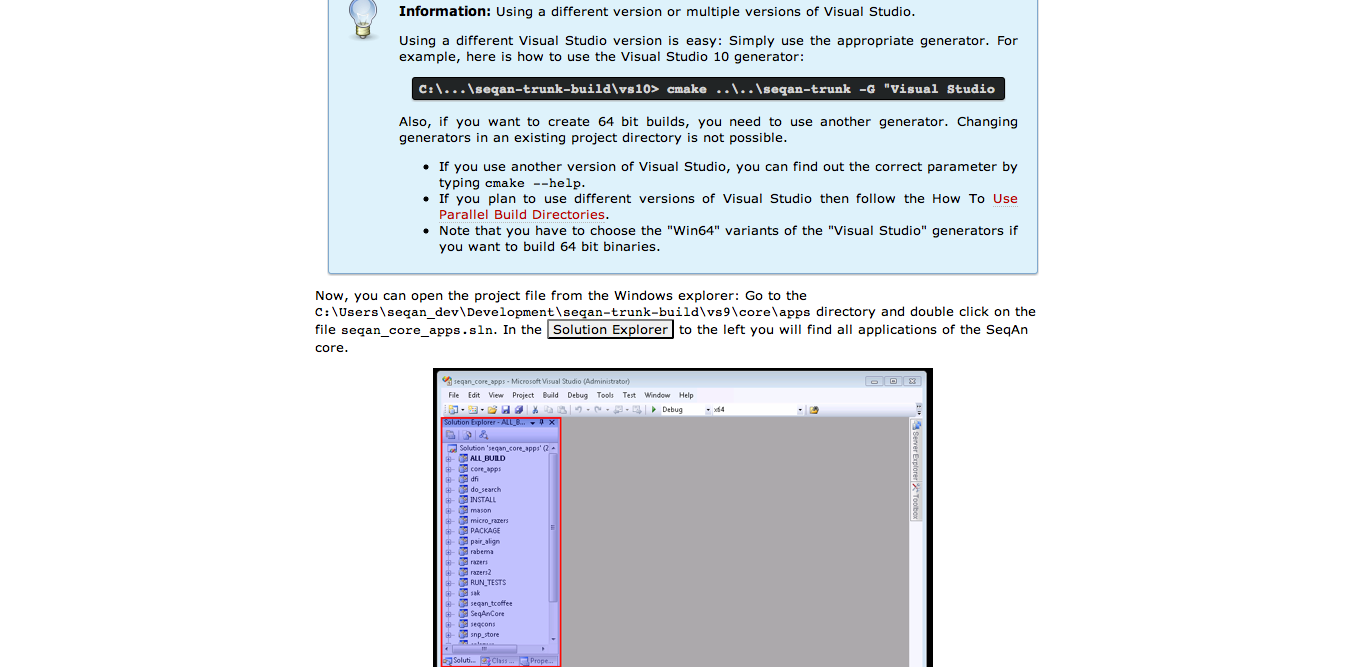 Information: Using a different version or multiple versions of Visual Studio.
Using a different Visual Studio version is easy: Simply use the appropriate generator. For
example, here is how to use the Visual Studio 10 generator:
C:\...\seqan-trunk-build\vs10> cmake ..\..\seqan-trunk -G "Visual Studio
Also, if you want to create 64 bit builds, you need to use another generator. Changing
generators in an existing project directory is not possible.
• If you use another version of Visual Studio, you can find out the correct parameter by
typing cmake --help.
• If you plan to use different versions of Visual Studio then follow the How To Use
Parallel Build Directories.
• Note that you have to choose the "Win64" variants of the "Visual Studio" generators if
you want to build 64 bit binaries.
Now, you can open the project file from the Windows explorer: Go to the
C:\Users\seqan_dev\Development\seqan-trunk-build\vs9\core\apps directory and double click on the
file seqan_core_apps.sln. In the Solution Explorer to the left you will find all applications of the SeqAn
core.
seqan_core_apps - Microsoft Visual Studio (Administrator)
File Edit View Project Build Debug Tools Test Window Help
Debug x64
Solution Explorer - ALL_B...
Solution 'seqan_core_apps' (2
ALL_BUILD
core_apps
dfi
do_search
INSTALL
mason
micro_razers
PACKAGE
pair_align
rabema
razers
razers2
RUN_TESTS
sak
seqan_tcoffee
SeqAnCore
seqcons
snp_store
Soluti... Class ... Prope...
Server Explorer
Toolbox